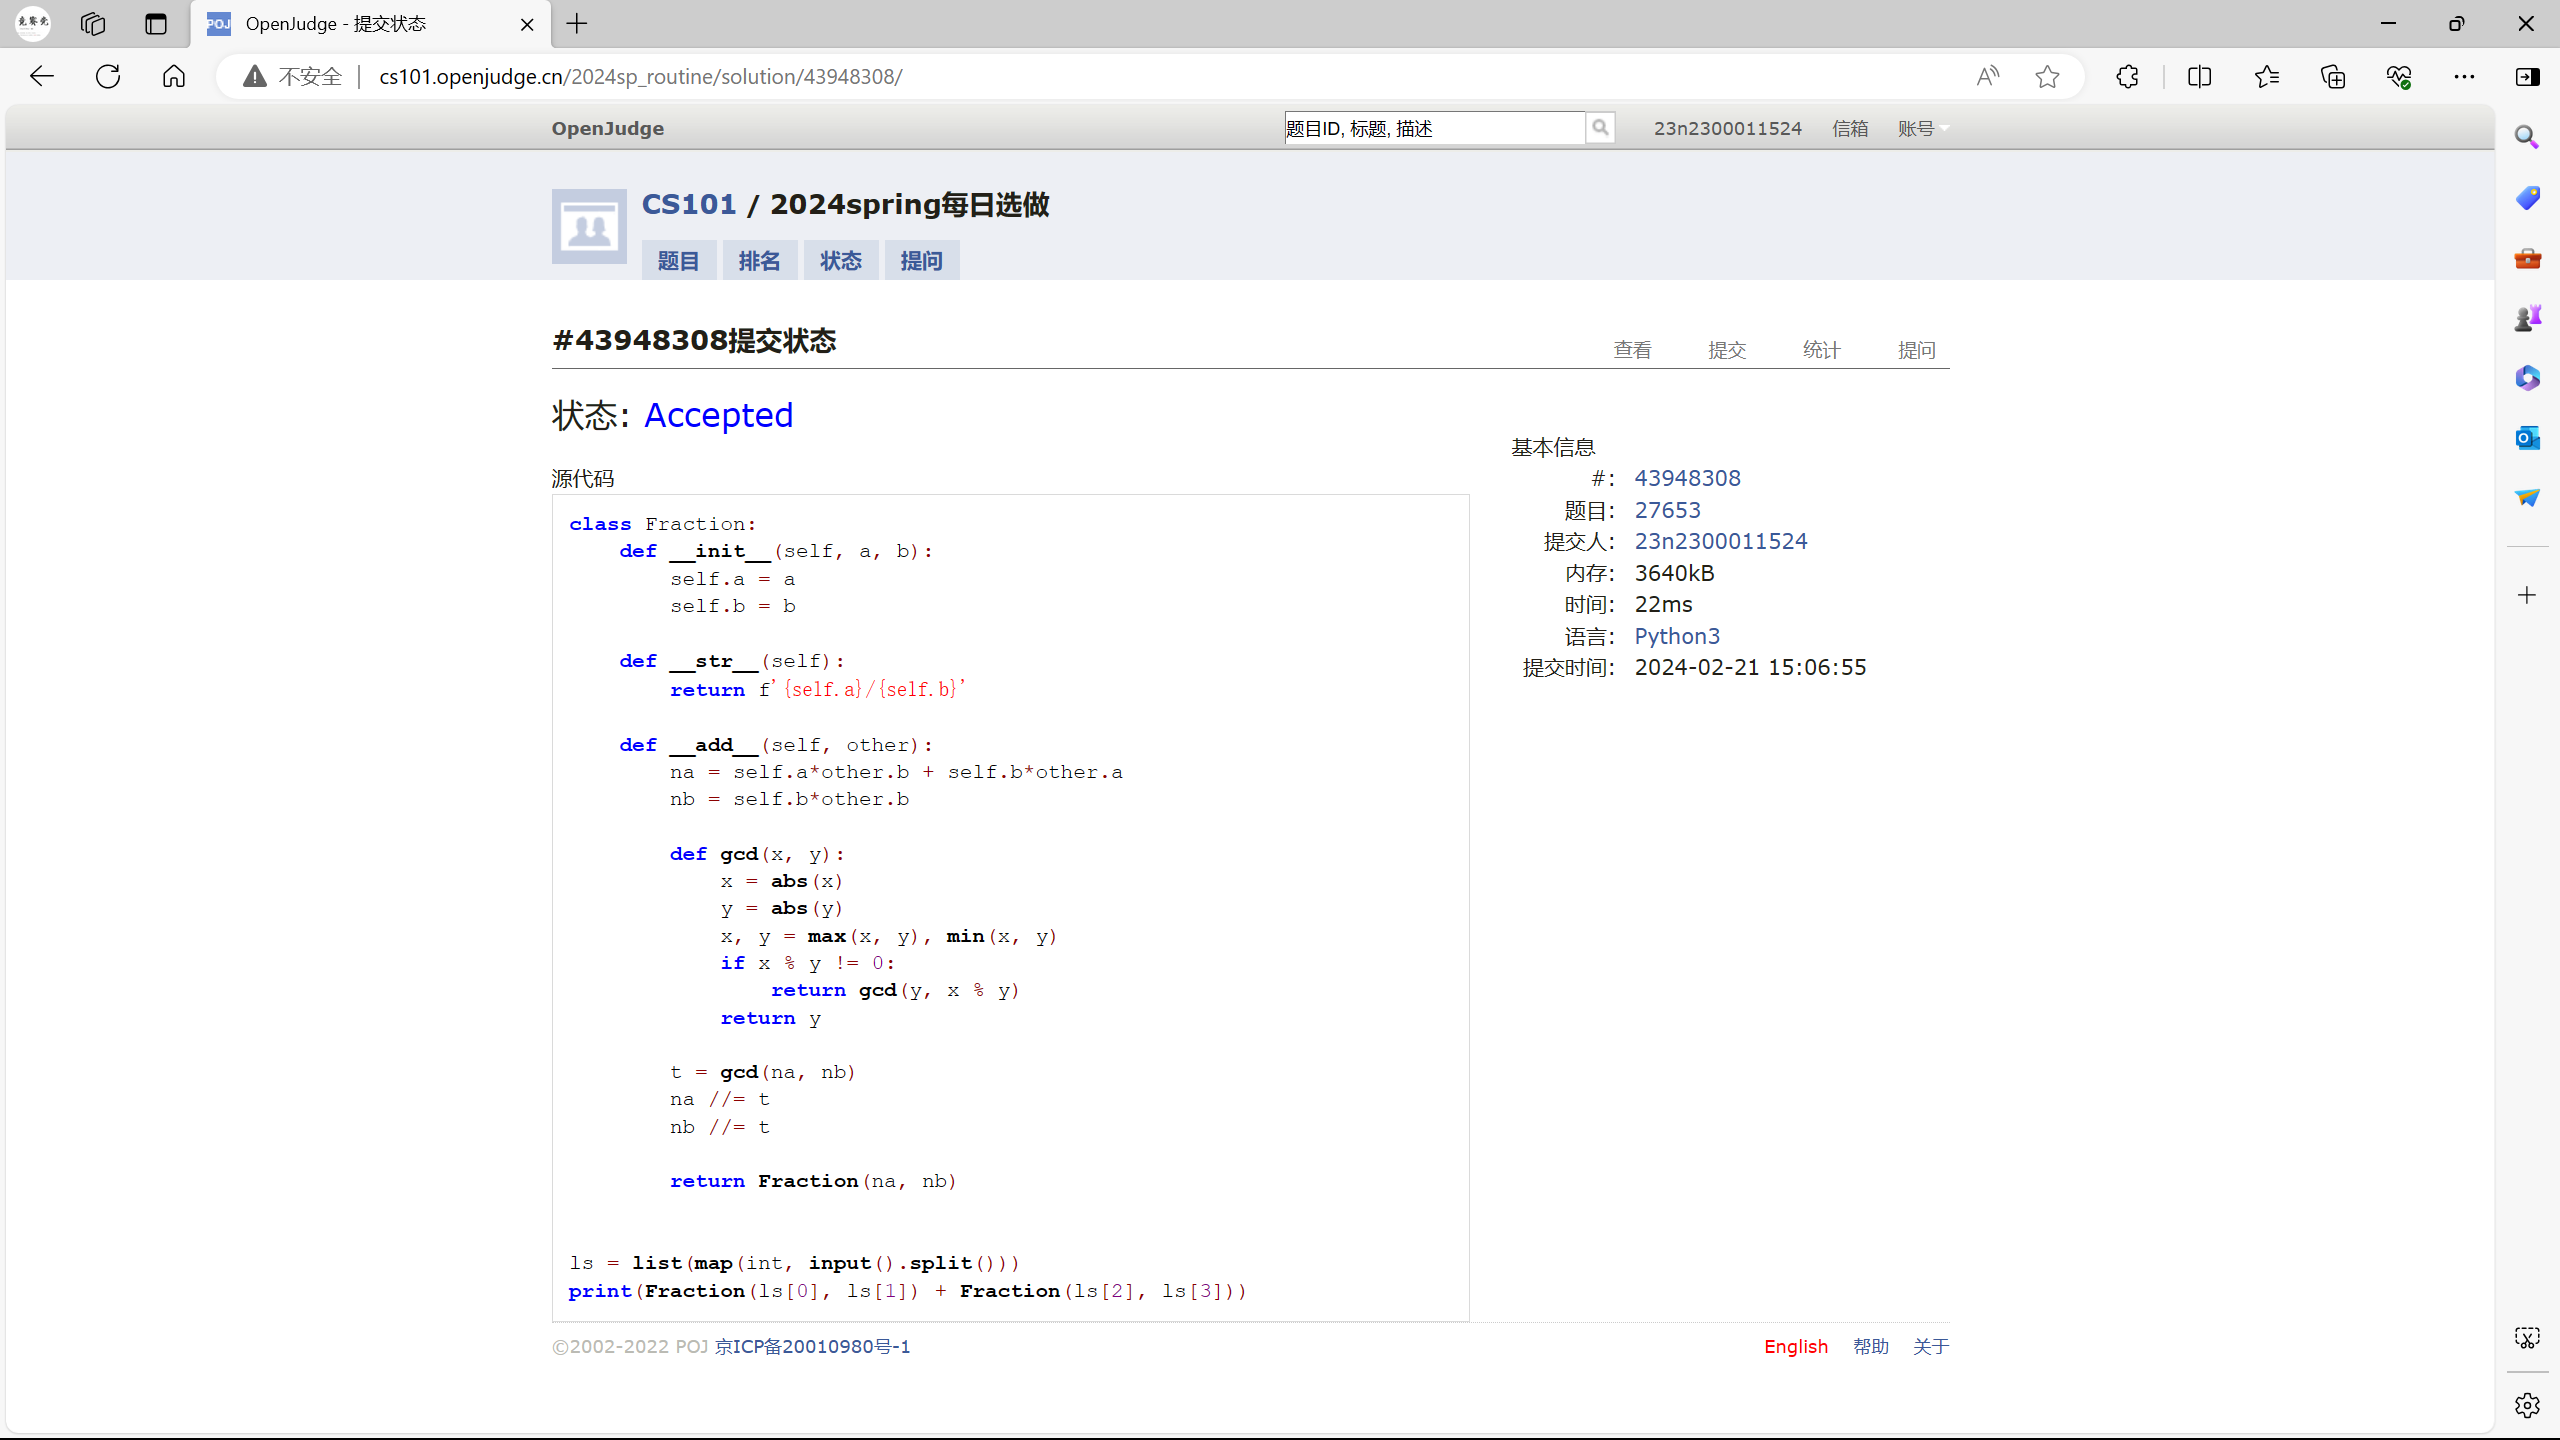 OpenJudge - 提交状态
不安全 cs101.openjudge.cn/2024sp_routine/solution/43948308/
OpenJudge
题目ID, 标题, 描述
23n2300011524 信箱 账号
CS101 / 2024spring每日选做
题目 排名 状态 提问
#43948308提交状态
查看 提交 统计 提问
状态: Accepted
源代码
class Fraction:
    def __init__(self, a, b):
        self.a = a
        self.b = b

    def __str__(self):
        return f'{self.a}/{self.b}'

    def __add__(self, other):
        na = self.a*other.b + self.b*other.a
        nb = self.b*other.b

        def gcd(x, y):
            x = abs(x)
            y = abs(y)
            x, y = max(x, y), min(x, y)
            if x % y != 0:
                return gcd(y, x % y)
            return y

        t = gcd(na, nb)
        na //= t
        nb //= t

        return Fraction(na, nb)

ls = list(map(int, input().split()))
print(Fraction(ls[0], ls[1]) + Fraction(ls[2], ls[3]))
基本信息
#: 43948308
题目: 27653
提交人: 23n2300011524
内存: 3640kB
时间: 22ms
语言: Python3
提交时间: 2024-02-21 15:06:55
©2002-2022 POJ 京ICP备20010980号-1
English 帮助 关于